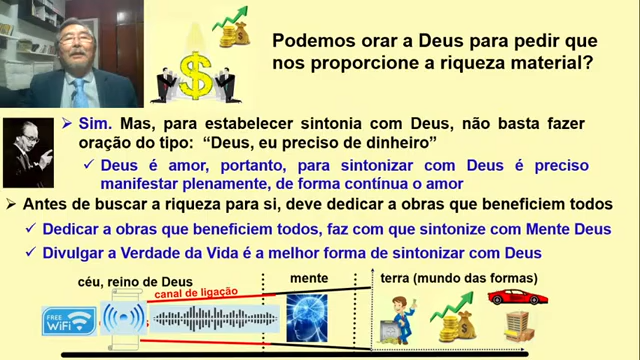 Podemos orar a Deus para pedir que
nos proporcione a riqueza material?
Sim. Mas, para estabelecer sintonia com Deus, não basta fazer
oração do tipo: “Deus, eu preciso de dinheiro”
Deus é amor, portanto, para sintonizar com Deus é preciso
manifestar plenamente, de forma contínua o amor
Antes de buscar a riqueza para si, deve dedicar a obras que beneficiem todos
Dedicar a obras que beneficiem todos, faz com que sintonize com Mente Deus
Divulgar a Verdade da Vida é a melhor forma de sintonizar com Deus
céu, reino de Deus
mente
terra (mundo das formas)
canal de ligação
FREE
WiFi